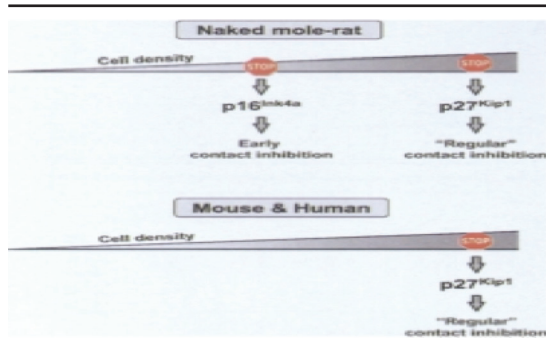 Naked mole-rat
Cell density
STOP STOP
p16Ink4a p27Kip1
Early "Regular"
contact inhibition contact inhibition
Mouse & Human
Cell density
STOP
p27Kip1
"Regular"
contact inhibition